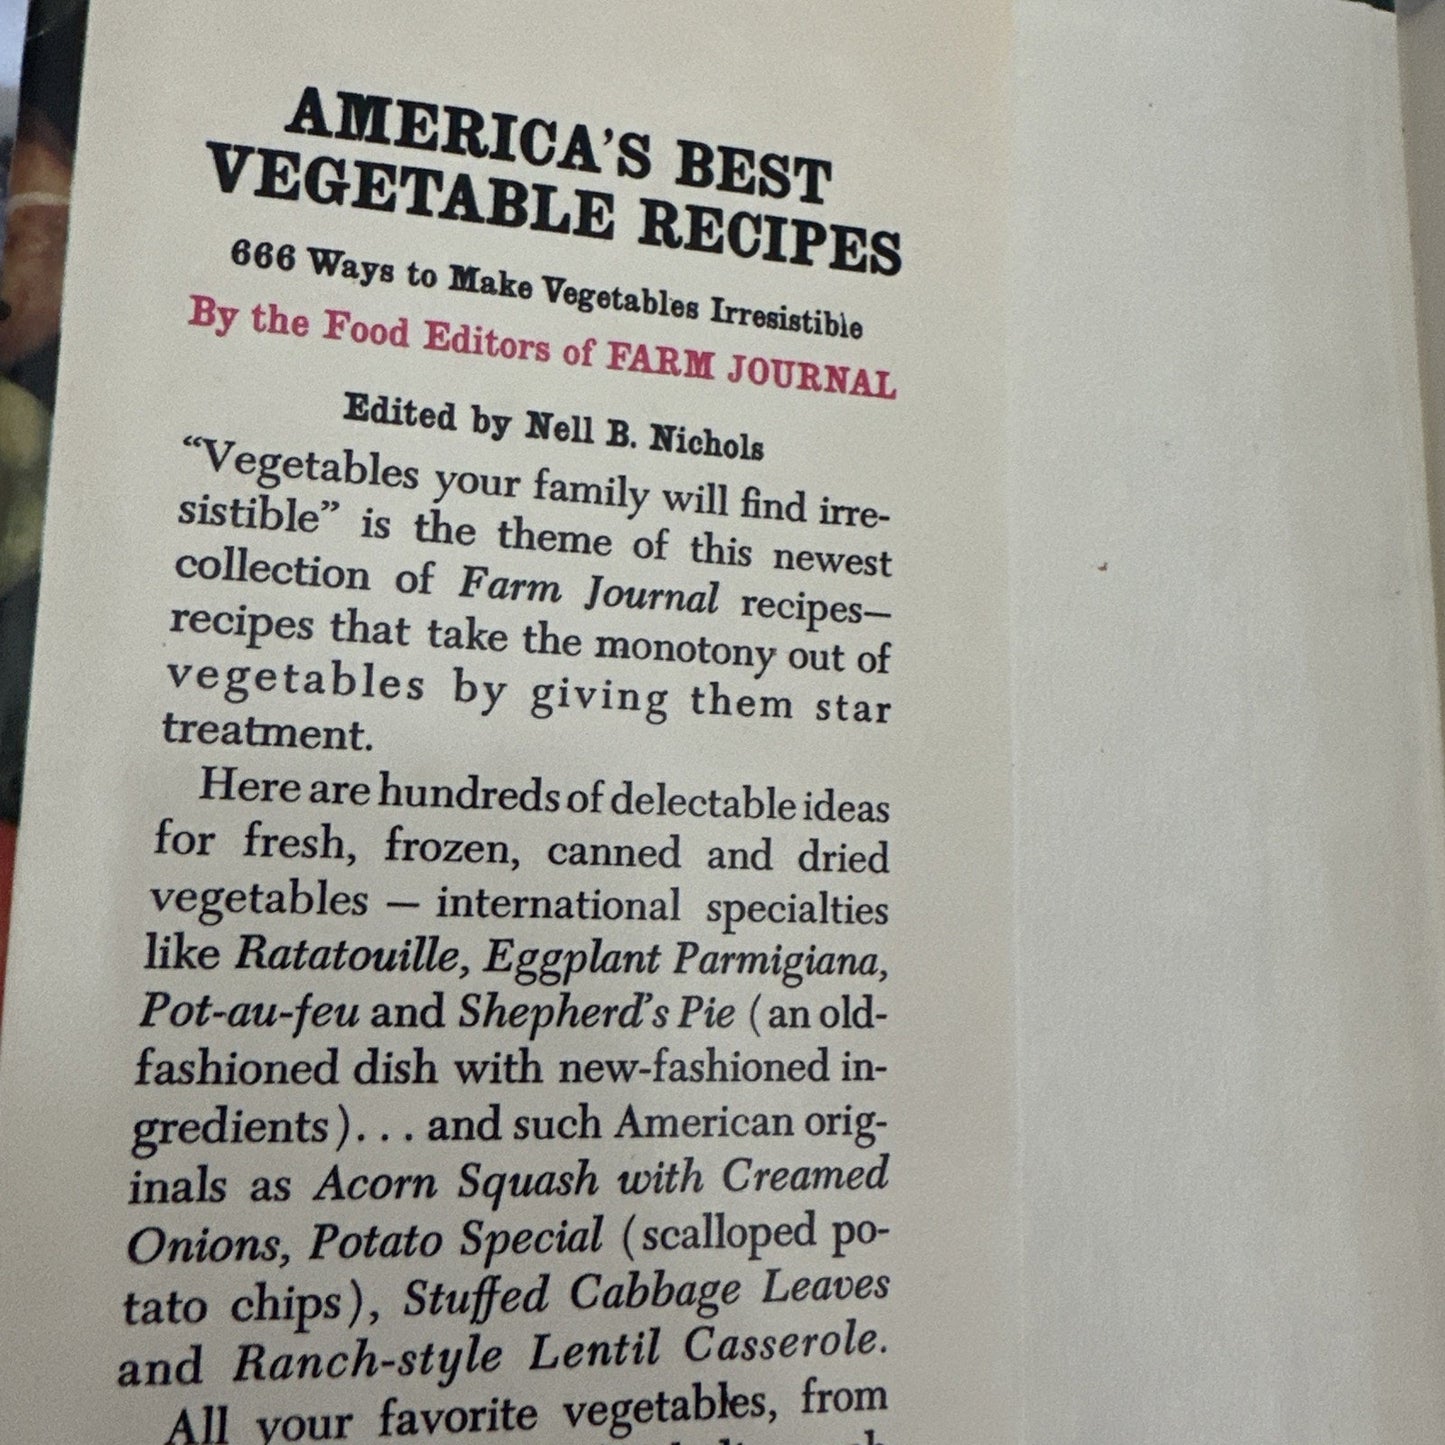 AMERICA'S BEST
VEGETABLE RECIPES
666 Ways to Make Vegetables Irresistible
By the Food Editors of FARM JOURNAL
Edited by Nell B. Nichols
“Vegetables your family will find irre-
sistible” is the theme of this newest
collection of Farm Journal recipes—
recipes that take the monotony out of
vegetables by giving them star
treatment.
Here are hundreds of delectable ideas
for fresh, frozen, canned and dried
vegetables — international specialties
like Ratatouille, Eggplant Parmigiana,
Pot-au-feu and Shepherd's Pie (an old-
fashioned dish with new-fashioned in-
gredients)... and such American orig-
inals as Acorn Squash with Creamed
Onions, Potato Special (scalloped po-
tato chips), Stuffed Cabbage Leaves
and Ranch-style Lentil Casserole.
All your favorite vegetables, from